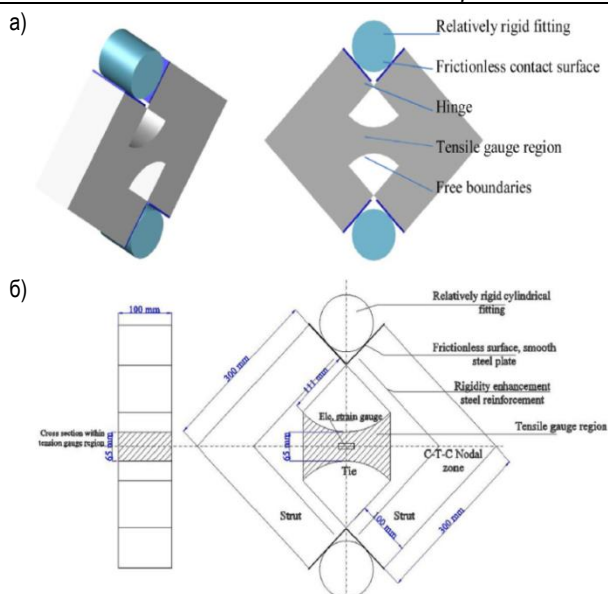 а)
Relatively rigid fitting
Frictionless contact surface
Hinge
Tensile gauge region
Free boundaries
б)
100 mm
Relatively rigid cylindrical
fitting
Frictionless surface, smooth
steel plate
300 mm
111 mm
Rigidity enhancement
steel reinforcement
Ele. strain gauge
Tensile gauge region
Cross section within
tension gauge region
65 mm
65 mm
C-T-C Nodal
zone
Tie
Strut
Strut
100 mm
300 mm